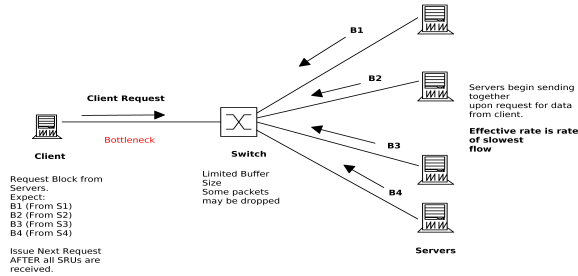 B1
B2
Client Request
Servers begin sending
together
upon request for data
from client.
Bottleneck
Effective rate is rate
of slowest
flow
Client
Switch
B3
Request Block from
Servers.
Expect:
B1 (From S1)
B2 (From S2)
B3 (From S3)
B4 (From S4)
Limited Buffer
Size
Some packets
may be dropped
B4
Issue Next Request
AFTER all SRUs are
received.
Servers